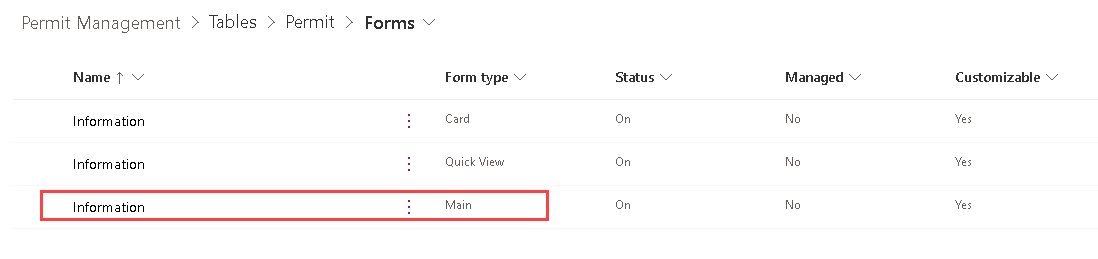 Permit Management > Tables > Permit > Forms
Name ↑ Form type Status Managed Customizable
Information Card On No Yes
Information Quick View On No Yes
Information Main On No Yes